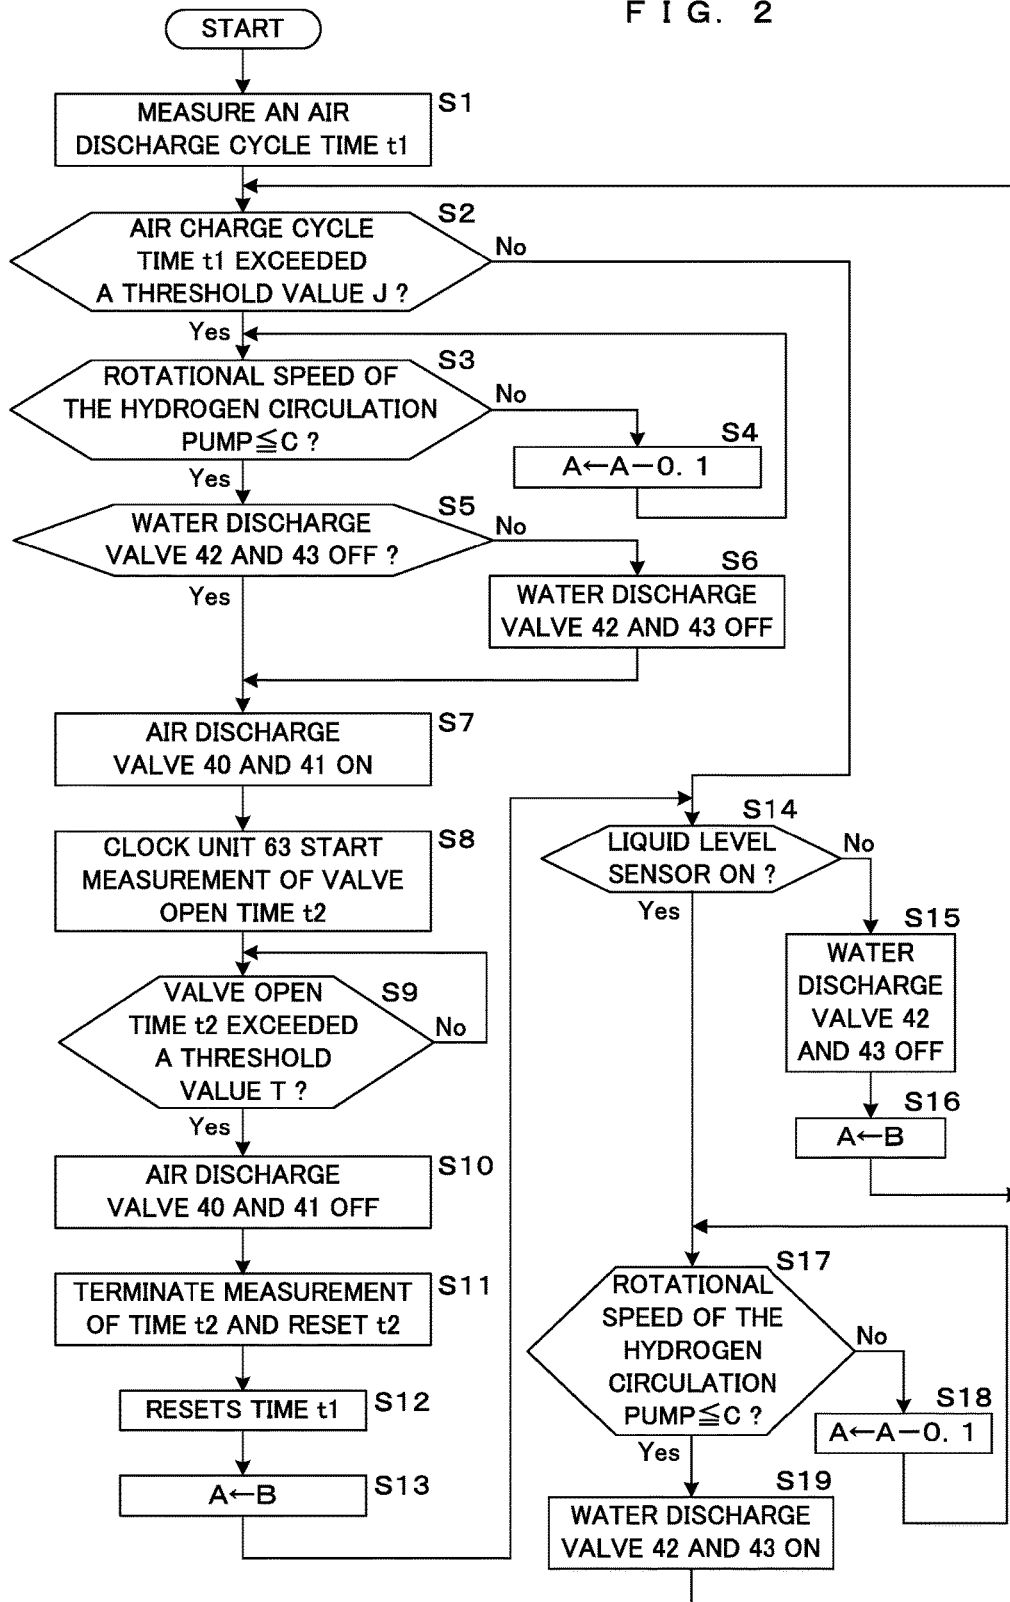 FIG. 2
START
S1
MEASURE AN AIR
DISCHARGE CYCLE TIME t1
S2
AIR CHARGE CYCLE
TIME t1 EXCEEDED
A THRESHOLD VALUE J ?
No
Yes
S3
ROTATIONAL SPEED OF
THE HYDROGEN CIRCULATION
PUMP≦C ?
No
Yes
S4
A←A−0. 1
S5
WATER DISCHARGE
VALVE 42 AND 43 OFF ?
No
Yes
S6
WATER DISCHARGE
VALVE 42 AND 43 OFF
S7
AIR DISCHARGE
VALVE 40 AND 41 ON
S8
CLOCK UNIT 63 START
MEASUREMENT OF VALVE
OPEN TIME t2
S9
VALVE OPEN
TIME t2 EXCEEDED
A THRESHOLD
VALUE T ?
No
Yes
S10
AIR DISCHARGE
VALVE 40 AND 41 OFF
S11
TERMINATE MEASUREMENT
OF TIME t2 AND RESET t2
S12
RESETS TIME t1
S13
A←B
S14
LIQUID LEVEL
SENSOR ON ?
No
Yes
S15
WATER
DISCHARGE
VALVE 42
AND 43 OFF
S16
A←B
S17
ROTATIONAL
SPEED OF THE
HYDROGEN
CIRCULATION
PUMP≦C ?
No
Yes
S18
A←A−0. 1
S19
WATER DISCHARGE
VALVE 42 AND 43 ON